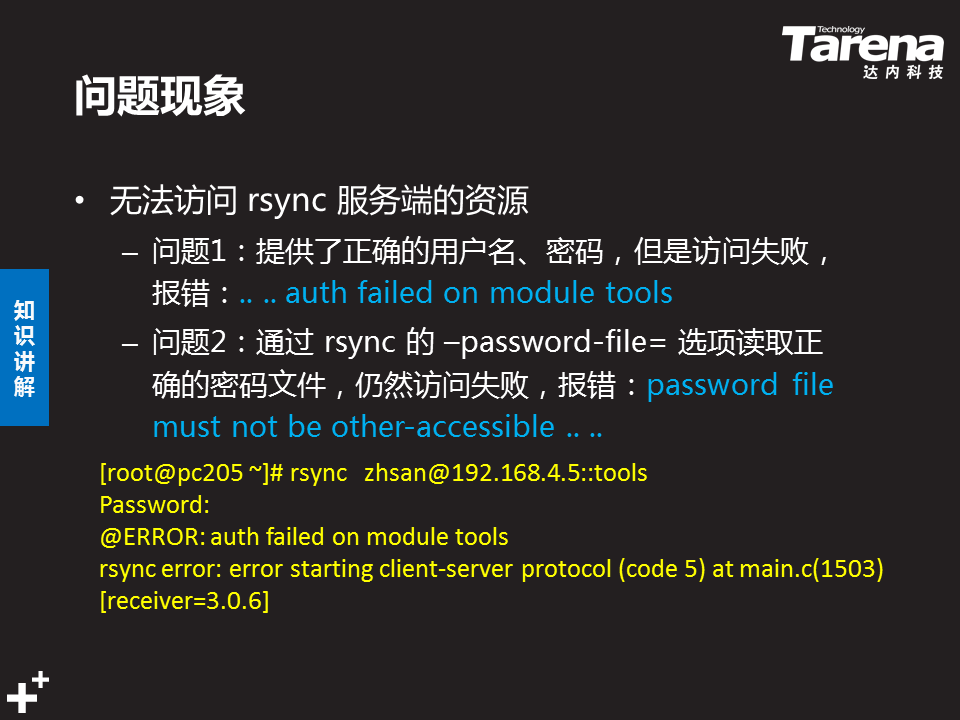 Technology
Tarena
达内科技
问题现象
• 无法访问 rsync 服务端的资源
– 问题1：提供了正确的用户名、密码，但是访问失败，
报错：.. .. auth failed on module tools
– 问题2：通过 rsync 的 –password-file= 选项读取正
确的密码文件，仍然访问失败，报错：password file
must not be other-accessible .. ..
知
识
讲
解
[root@pc205 ~]# rsync zhsan@192.168.4.5::tools
Password:
@ERROR: auth failed on module tools
rsync error: error starting client-server protocol (code 5) at main.c(1503)
[receiver=3.0.6]